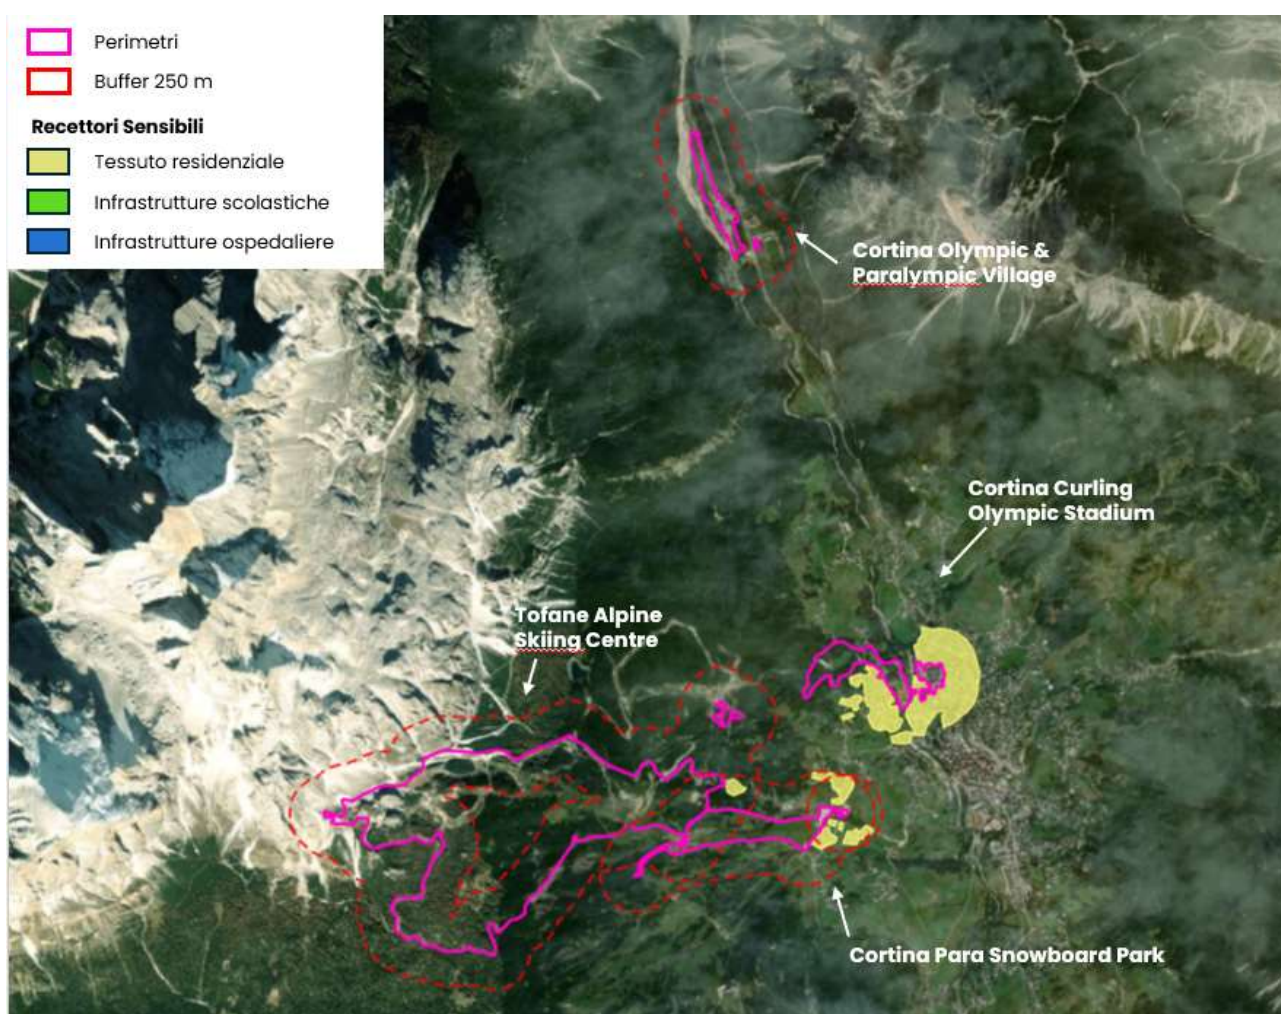 Perimetri
Buffer 250 m
Recettori Sensibili
Tessuto residenziale
Infrastrutture scolastiche
Infrastrutture ospedaliere
Cortina Olympic &
Paralympic Village
Cortina Curling
Olympic Stadium
Tofane Alpine
Skiing Centre
Cortina Para Snowboard Park